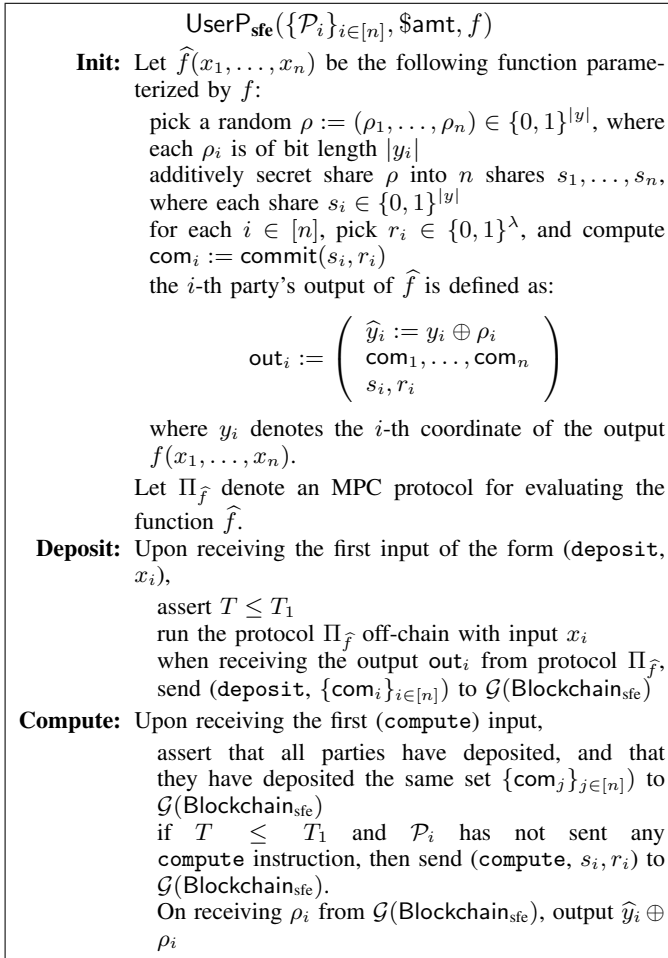 UserP_sfe({𝒫_i}_{i∈[n]}, $amt, f)
Init: Let f̂(x_1, . . . , x_n) be the following function parame-
terized by f:
pick a random ρ := (ρ_1, . . . , ρ_n) ∈ {0, 1}^{|y|}, where
each ρ_i is of bit length |y_i|
additively secret share ρ into n shares s_1, . . . , s_n,
where each share s_i ∈ {0, 1}^{|y|}
for each i ∈ [n], pick r_i ∈ {0, 1}^λ, and compute
com_i := commit(s_i, r_i)
the i-th party's output of f̂ is defined as:
ŷ_i := y_i ⊕ ρ_i
out_i := ( com_1, . . . , com_n )
s_i, r_i
where y_i denotes the i-th coordinate of the output
f(x_1, . . . , x_n).
Let Π_f̂ denote an MPC protocol for evaluating the
function f̂.
Deposit: Upon receiving the first input of the form (deposit,
x_i),
assert T ≤ T_1
run the protocol Π_f̂ off-chain with input x_i
when receiving the output out_i from protocol Π_f̂,
send (deposit, {com_i}_{i∈[n]}) to 𝒢(Blockchain_sfe)
Compute: Upon receiving the first (compute) input,
assert that all parties have deposited, and that
they have deposited the same set {com_j}_{j∈[n]}) to
𝒢(Blockchain_sfe)
if T ≤ T_1 and 𝒫_i has not sent any
compute instruction, then send (compute, s_i, r_i) to
𝒢(Blockchain_sfe).
On receiving ρ_i from 𝒢(Blockchain_sfe), output ŷ_i ⊕
ρ_i